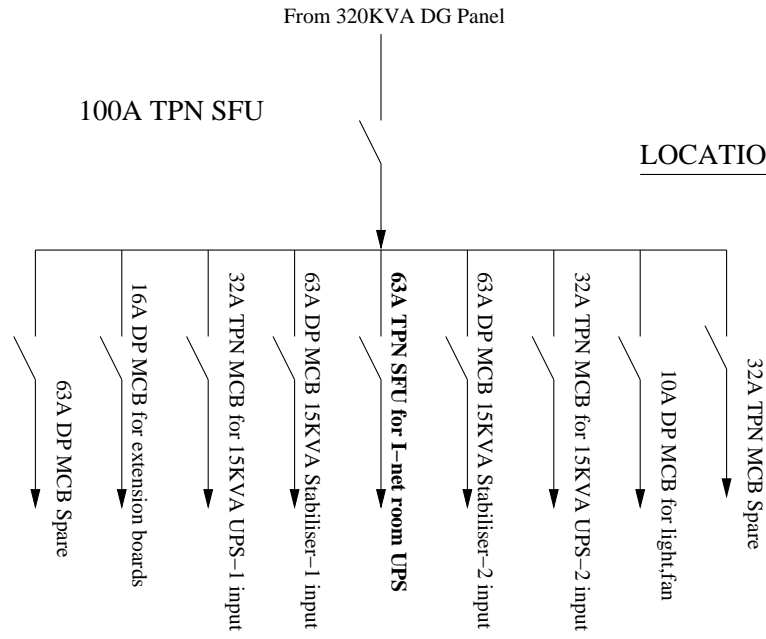 From 320KVA DG Panel
100A TPN SFU
LOCATIO
63A DP MCB Spare
16A DP MCB for extension boards
32A TPN MCB for 15KVA UPS−1 input
63A DP MCB 15KVA Stabiliser−1 input
63A TPN SFU for I−net room UPS
63A DP MCB 15KVA Stabiliser−2 input
32A TPN MCB for 15KVA UPS−2 input
10A DP MCB for light,fan
32A TPN MCB Spare